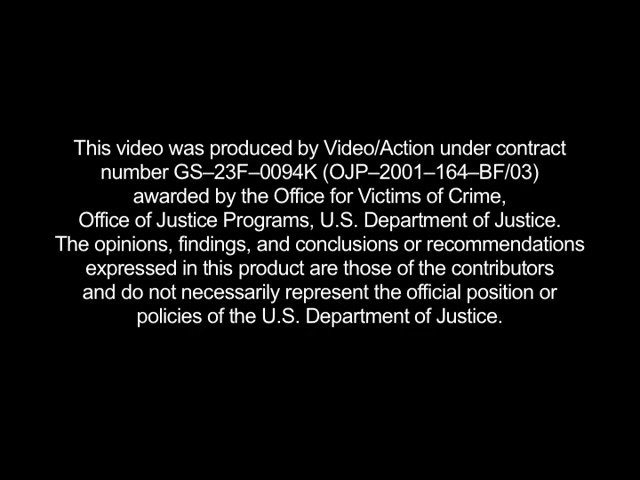 This video was produced by Video/Action under contract
number GS–23F–0094K (OJP–2001–164–BF/03)
awarded by the Office for Victims of Crime,
Office of Justice Programs, U.S. Department of Justice.
The opinions, findings, and conclusions or recommendations
expressed in this product are those of the contributors
and do not necessarily represent the official position or
policies of the U.S. Department of Justice.